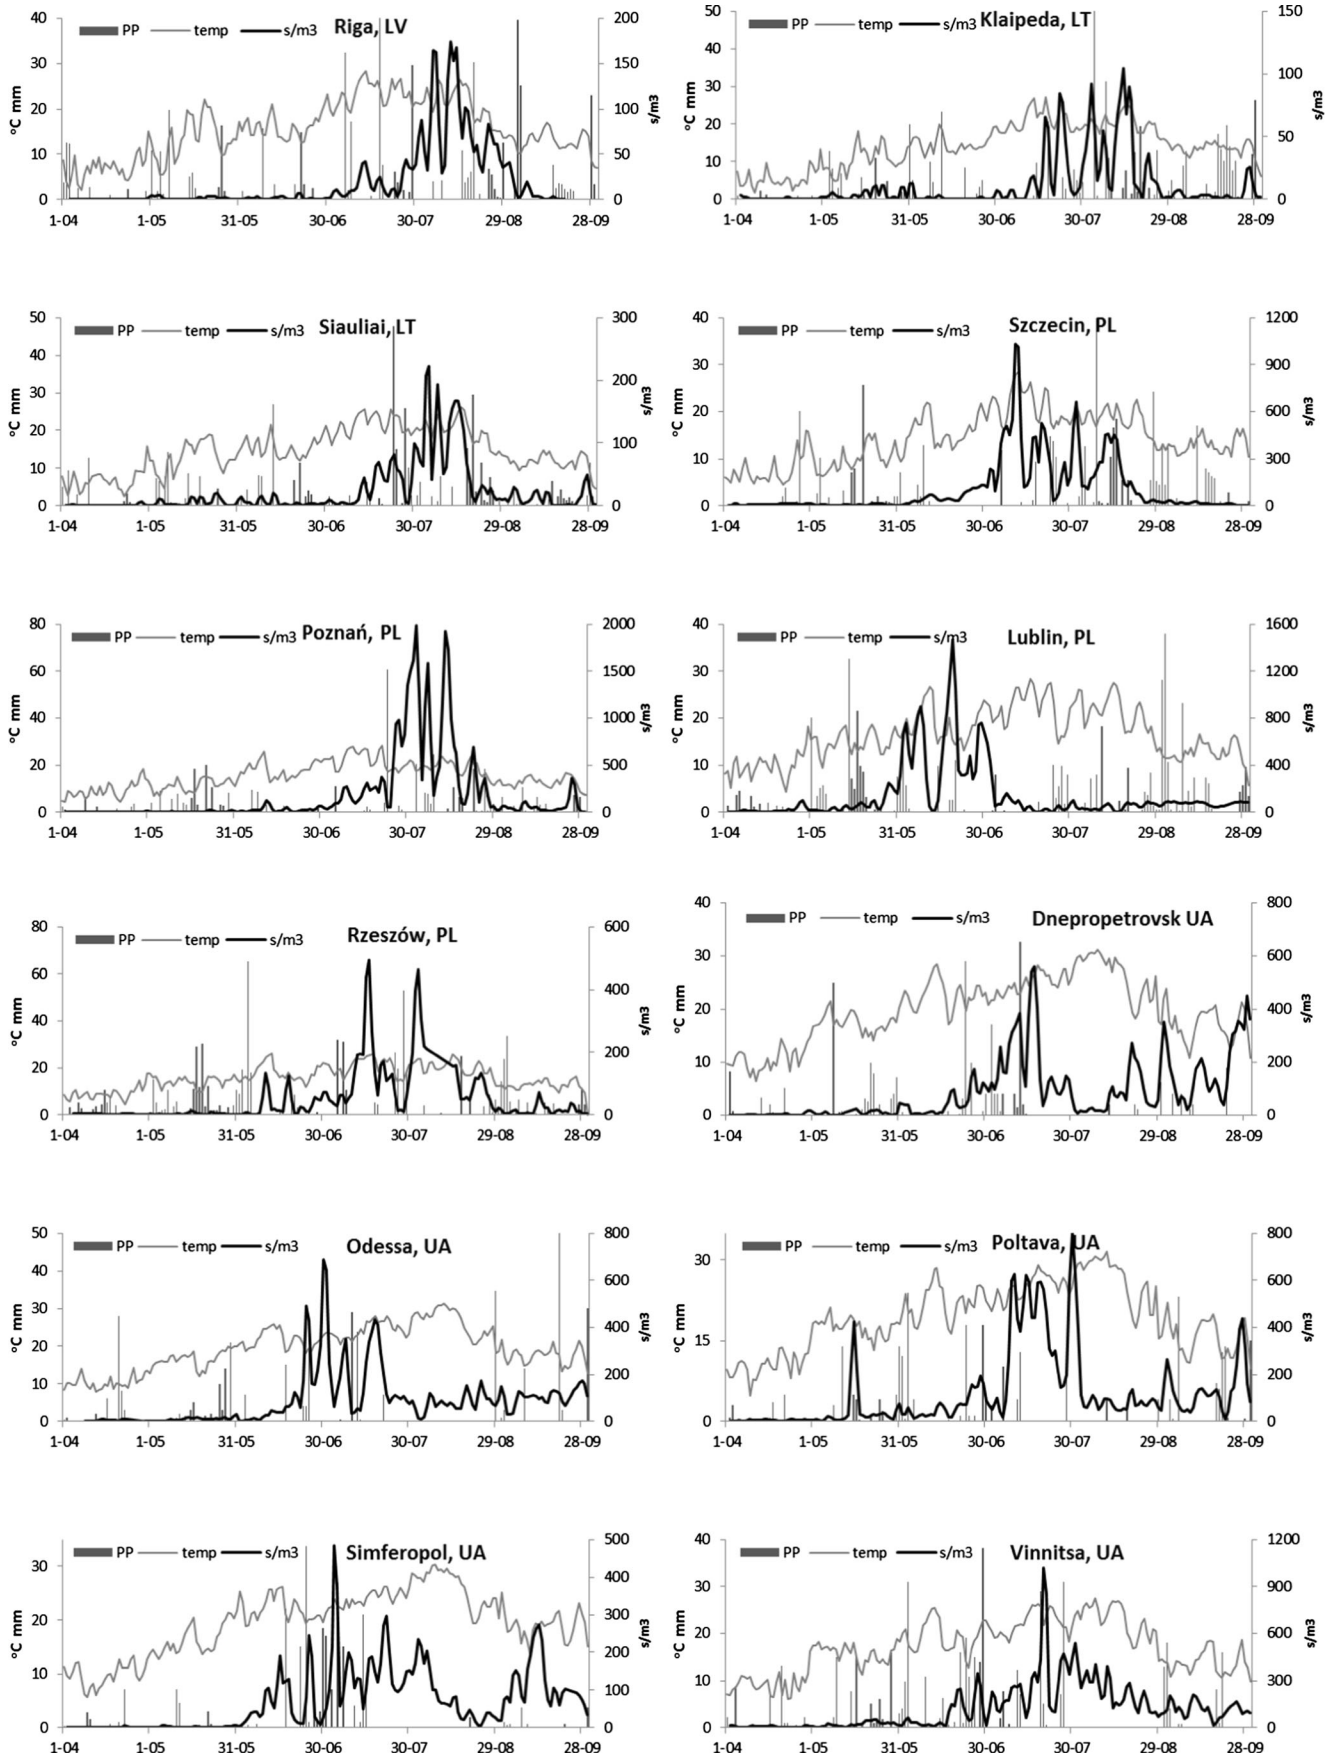 PP temp s/m3 Riga, LV
°C mm
40
30
20
10
0
200
150
100
50
0
s/m3
1-04 1-05 31-05 30-06 30-07 29-08 28-09
PP temp s/m3 Klaipeda, LT
°C mm
50
40
30
20
10
0
150
100
50
0
s/m3
1-04 1-05 31-05 30-06 30-07 29-08 28-09
PP temp s/m3 Siauliai, LT
°C mm
50
40
30
20
10
0
300
200
100
0
s/m3
1-04 1-05 31-05 30-06 30-07 29-08 28-09
PP temp s/m3 Szczecin, PL
°C mm
40
30
20
10
0
1200
900
600
300
0
s/m3
1-04 1-05 31-05 30-06 30-07 29-08 28-09
PP temp s/m3 Poznań, PL
°C mm
80
60
40
20
0
2000
1500
1000
500
0
s/m3
1-04 1-05 31-05 30-06 30-07 29-08 28-09
PP temp s/m3 Lublin, PL
°C mm
40
30
20
10
0
1600
1200
800
400
0
s/m3
1-04 1-05 31-05 30-06 30-07 29-08 28-09
PP temp s/m3 Rzeszów, PL
°C mm
80
60
40
20
0
600
400
200
0
s/m3
1-04 1-05 31-05 30-06 30-07 29-08 28-09
PP temp s/m3 Dnepropetrovsk UA
°C mm
40
30
20
10
0
800
600
400
200
0
s/m3
1-04 1-05 31-05 30-06 30-07 29-08 28-09
PP temp s/m3 Odessa, UA
°C mm
50
40
30
20
10
0
800
600
400
200
0
s/m3
1-04 1-05 31-05 30-06 30-07 29-08 28-09
PP temp s/m3 Poltava, UA
°C mm
30
15
0
800
600
400
200
0
s/m3
1-04 1-05 31-05 30-06 30-07 29-08 28-09
PP temp s/m3 Simferopol, UA
°C mm
30
20
10
0
500
400
300
200
100
0
s/m3
1-04 1-05 31-05 30-06 30-07 29-08 28-09
PP temp s/m3 Vinnitsa, UA
°C mm
40
30
20
10
0
1200
900
600
300
0
s/m3
1-04 1-05 31-05 30-06 30-07 29-08 28-09